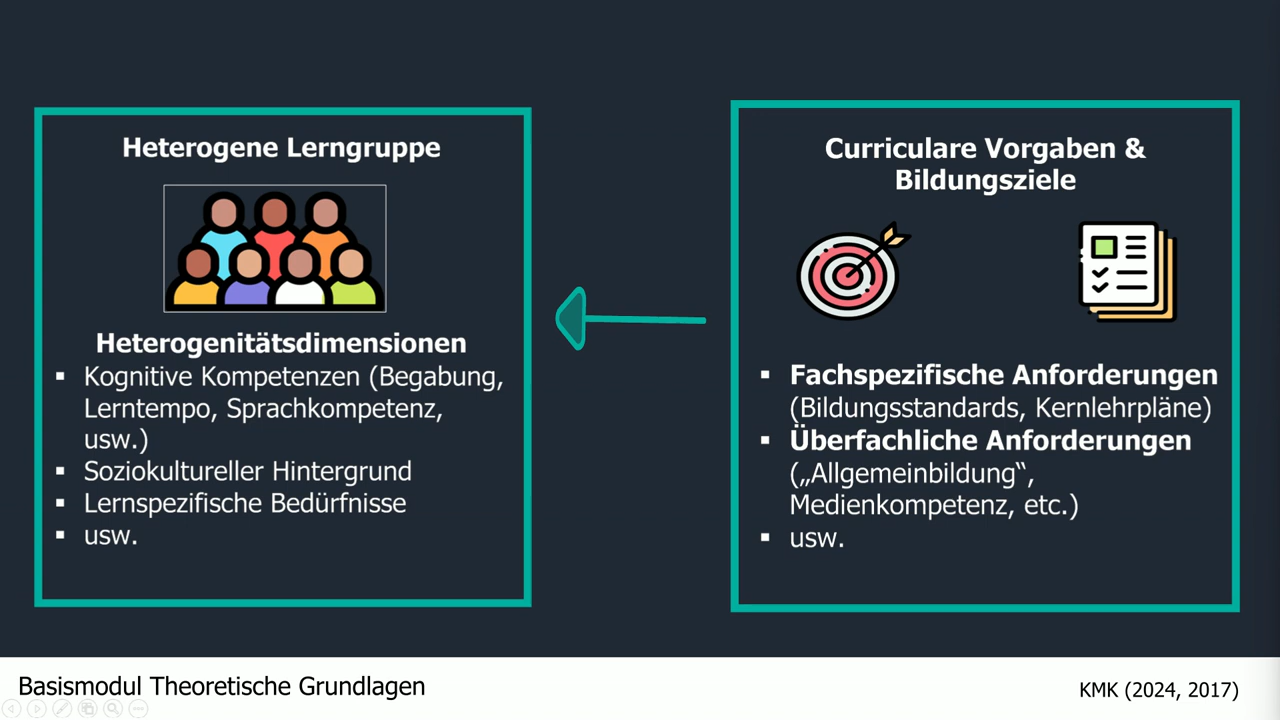 Heterogene Lerngruppe
Heterogenitätsdimensionen
▪ Kognitive Kompetenzen (Begabung,
Lerntempo, Sprachkompetenz,
usw.)
▪ Soziokultureller Hintergrund
▪ Lernspezifische Bedürfnisse
▪ usw.
Curriculare Vorgaben &
Bildungsziele
▪ Fachspezifische Anforderungen
(Bildungsstandards, Kernlehrpläne)
▪ Überfachliche Anforderungen
(„Allgemeinbildung“,
Medienkompetenz, etc.)
▪ usw.
Basismodul Theoretische Grundlagen
KMK (2024, 2017)